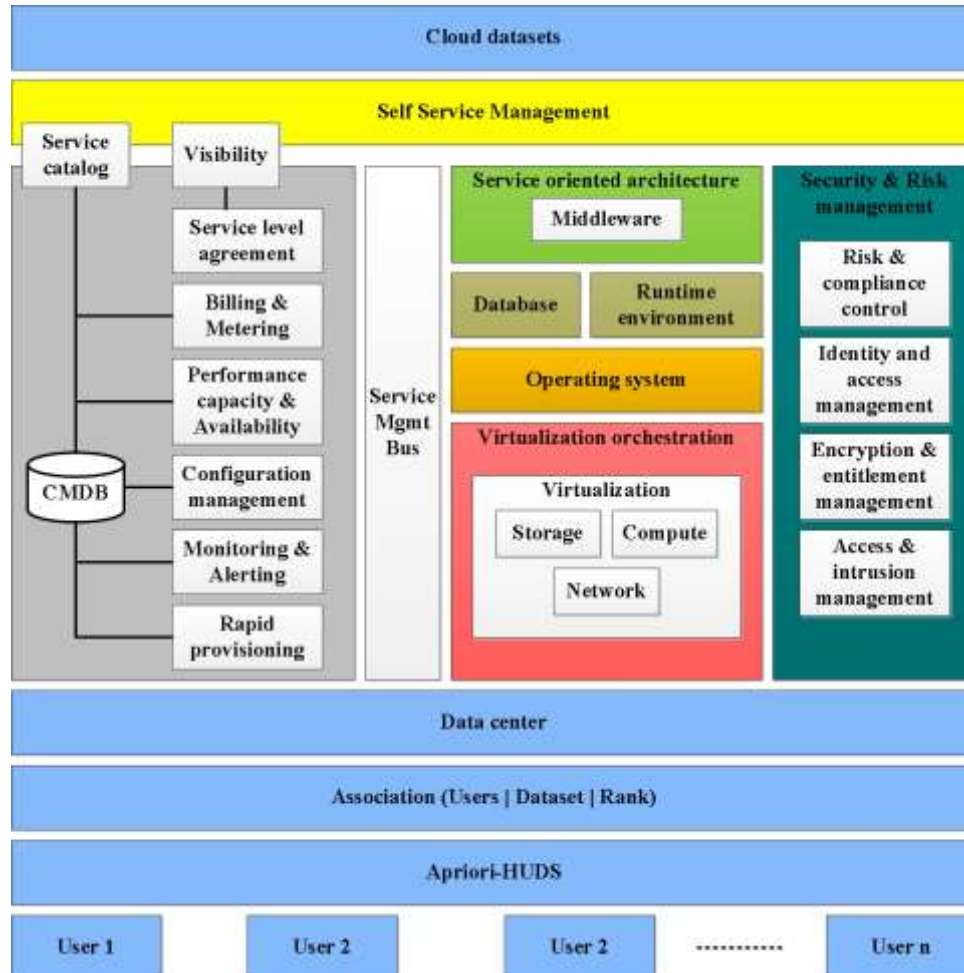 Cloud datasets
Self Service Management
Service
catalog
Visibility
Service level
agreement
Billing &
Metering
Performance
capacity &
Availability
CMDB
Configuration
management
Monitoring &
Alerting
Rapid
provisioning
Service
Mgmt
Bus
Service oriented architecture
Middleware
Database
Runtime
environment
Operating system
Virtualization orchestration
Virtualization
Storage
Compute
Network
Security & Risk
management
Risk &
compliance
control
Identity and
access
management
Encryption &
entitlement
management
Access &
intrusion
management
Data center
Association (Users | Dataset | Rank)
Apriori-HUDS
User 1
User 2
User 2
User n